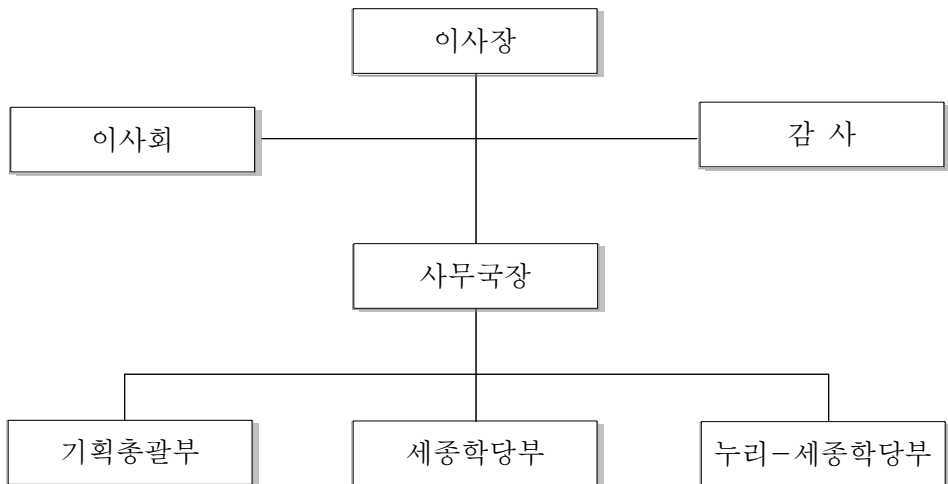 이사장
이사회
감 사
사무국장
기획총괄부
세종학당부
누리-세종학당부